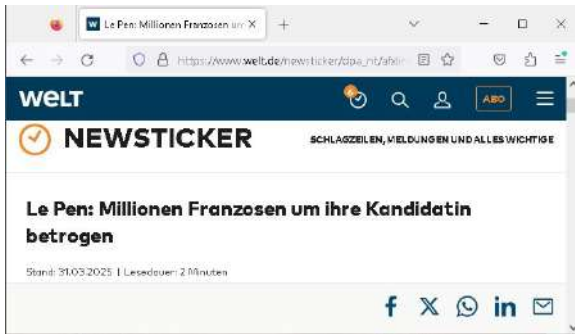 Le Pen: Millionen Franzosen um
https://www.welt.de/newsticker/dpa_nt/afxlin
welt
ABO
NEWSTICKER
SCHLAGZEILEN, MELDUNGEN UND ALLES WICHTIGE
Le Pen: Millionen Franzosen um ihre Kandidatin
betrogen
Stand: 31.03.2025 | Lesedauer: 2 Minuten